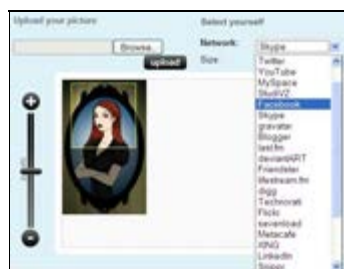 Upload your picture
Select yourself
Browse...
Network:
Skype
upload
Size:
Twitter
YouTube
MySpace
StudiVZ
Facebook
Skype
gravatar
Blogger
last.fm
deviantART
Friendster
lifestream.fm
digg
Technorati
Flickr
sevenload
Metacafe
XING
LinkedIn